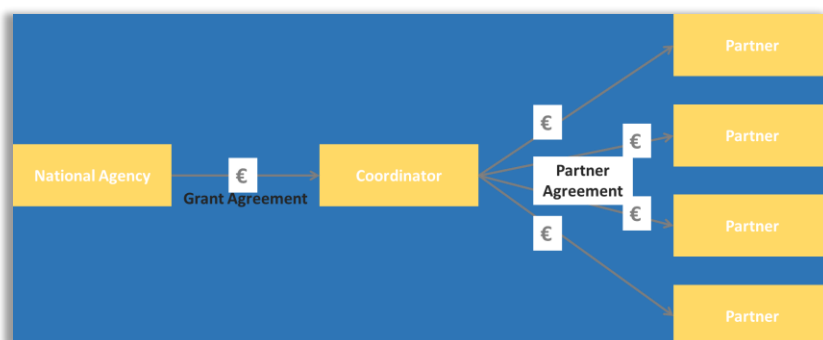 Partner
€
Partner
€
National Agency
€
Coordinator
Partner
Agreement
Grant Agreement
€
Partner
€
Partner